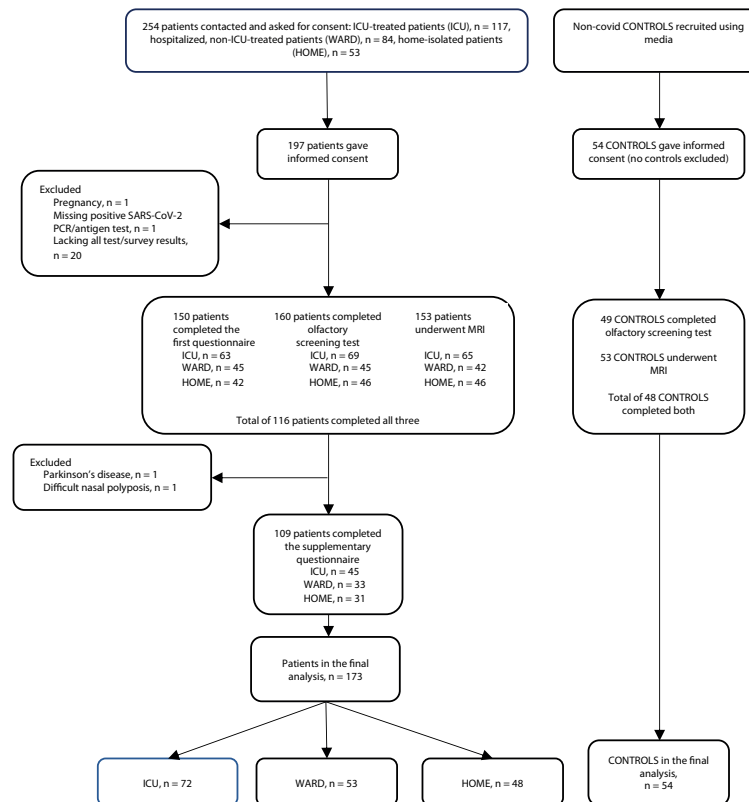 254 patients contacted and asked for consent: ICU-treated patients (ICU), n = 117,
hospitalized, non-ICU-treated patients (WARD), n = 84, home-isolated patients
(HOME), n = 53
Non-covid CONTROLS recruited using
media
197 patients gave
informed consent
54 CONTROLS gave informed
consent (no controls excluded)
Excluded
Pregnancy, n = 1
Missing positive SARS-CoV-2
PCR/antigen test, n = 1
Lacking all test/survey results,
n = 20
150 patients
completed the
first questionnaire
ICU, n = 63
WARD, n = 45
HOME, n = 42
160 patients completed
olfactory
screening test
ICU, n = 69
WARD, n = 45
HOME, n = 46
153 patients
underwent MRI
ICU, n = 65
WARD, n = 42
HOME, n = 46
Total of 116 patients completed all three
49 CONTROLS completed
olfactory screening test
53 CONTROLS underwent
MRI
Total of 48 CONTROLS
completed both
Excluded
Parkinson's disease, n = 1
Difficult nasal polyposis, n = 1
109 patients completed
the supplementary
questionnaire
ICU, n = 45
WARD, n = 33
HOME, n = 31
Patients in the final
analysis, n = 173
ICU, n = 72
WARD, n = 53
HOME, n = 48
CONTROLS in the final
analysis,
n = 54